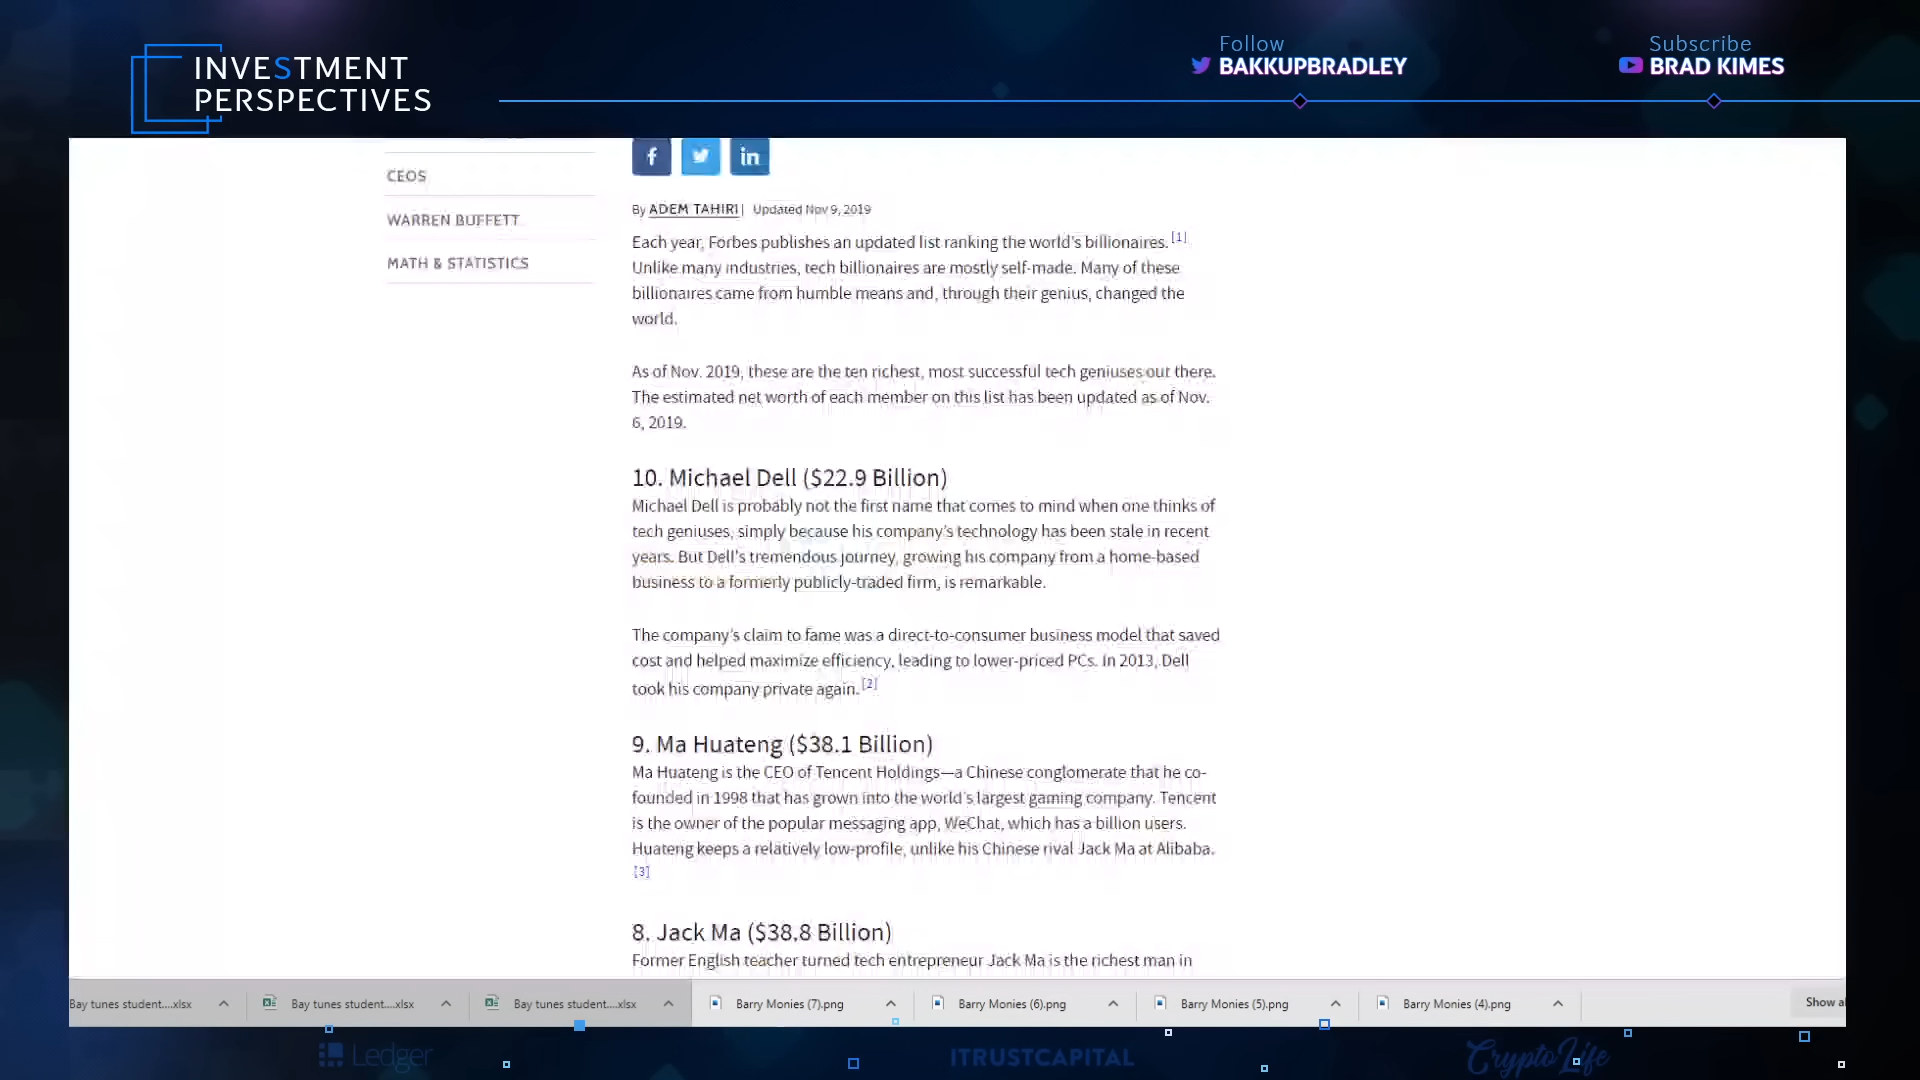 INVESTMENT
PERSPECTIVES
Follow
BAKKUPBRADLEY
Subscribe
BRAD KIMES
CEOS
WARREN BUFFETT
MATH & STATISTICS
f
in
By ADEM TAHIRI | Updated Nov 9, 2019
Each year, Forbes publishes an updated list ranking the world's billionaires. [1]
Unlike many industries, tech billionaires are mostly self-made. Many of these
billionaires came from humble means and, through their genius, changed the
world.
As of Nov. 2019, these are the ten richest, most successful tech geniuses out there.
The estimated net worth of each member on this list has been updated as of Nov.
6, 2019.
10. Michael Dell ($22.9 Billion)
Michael Dell is probably not the first name that comes to mind when one thinks of
tech geniuses, simply because his company's technology has been stale in recent
years. But Dell's tremendous journey, growing his company from a home-based
business to a formerly publicly-traded firm, is remarkable.
The company's claim to fame was a direct-to-consumer business model that saved
cost and helped maximize efficiency, leading to lower-priced PCs. In 2013, Dell
took his company private again. [2]
9. Ma Huateng ($38.1 Billion)
Ma Huateng is the CEO of Tencent Holdings—a Chinese conglomerate that he co-
founded in 1998 that has grown into the world's largest gaming company. Tencent
is the owner of the popular messaging app, WeChat, which has a billion users.
Huateng keeps a relatively low-profile, unlike his Chinese rival Jack Ma at Alibaba.
[3]
8. Jack Ma ($38.8 Billion)
Former English teacher turned tech entrepreneur Jack Ma is the richest man in
Bay tunes student....xlsx Bay tunes student....xlsx Bay tunes student....xlsx Barry Monies (7).png Barry Monies (6).png Barry Monies (5).png Barry Monies (4).png Show al
Ledger ITRUSTCAPITAL CryptoLife